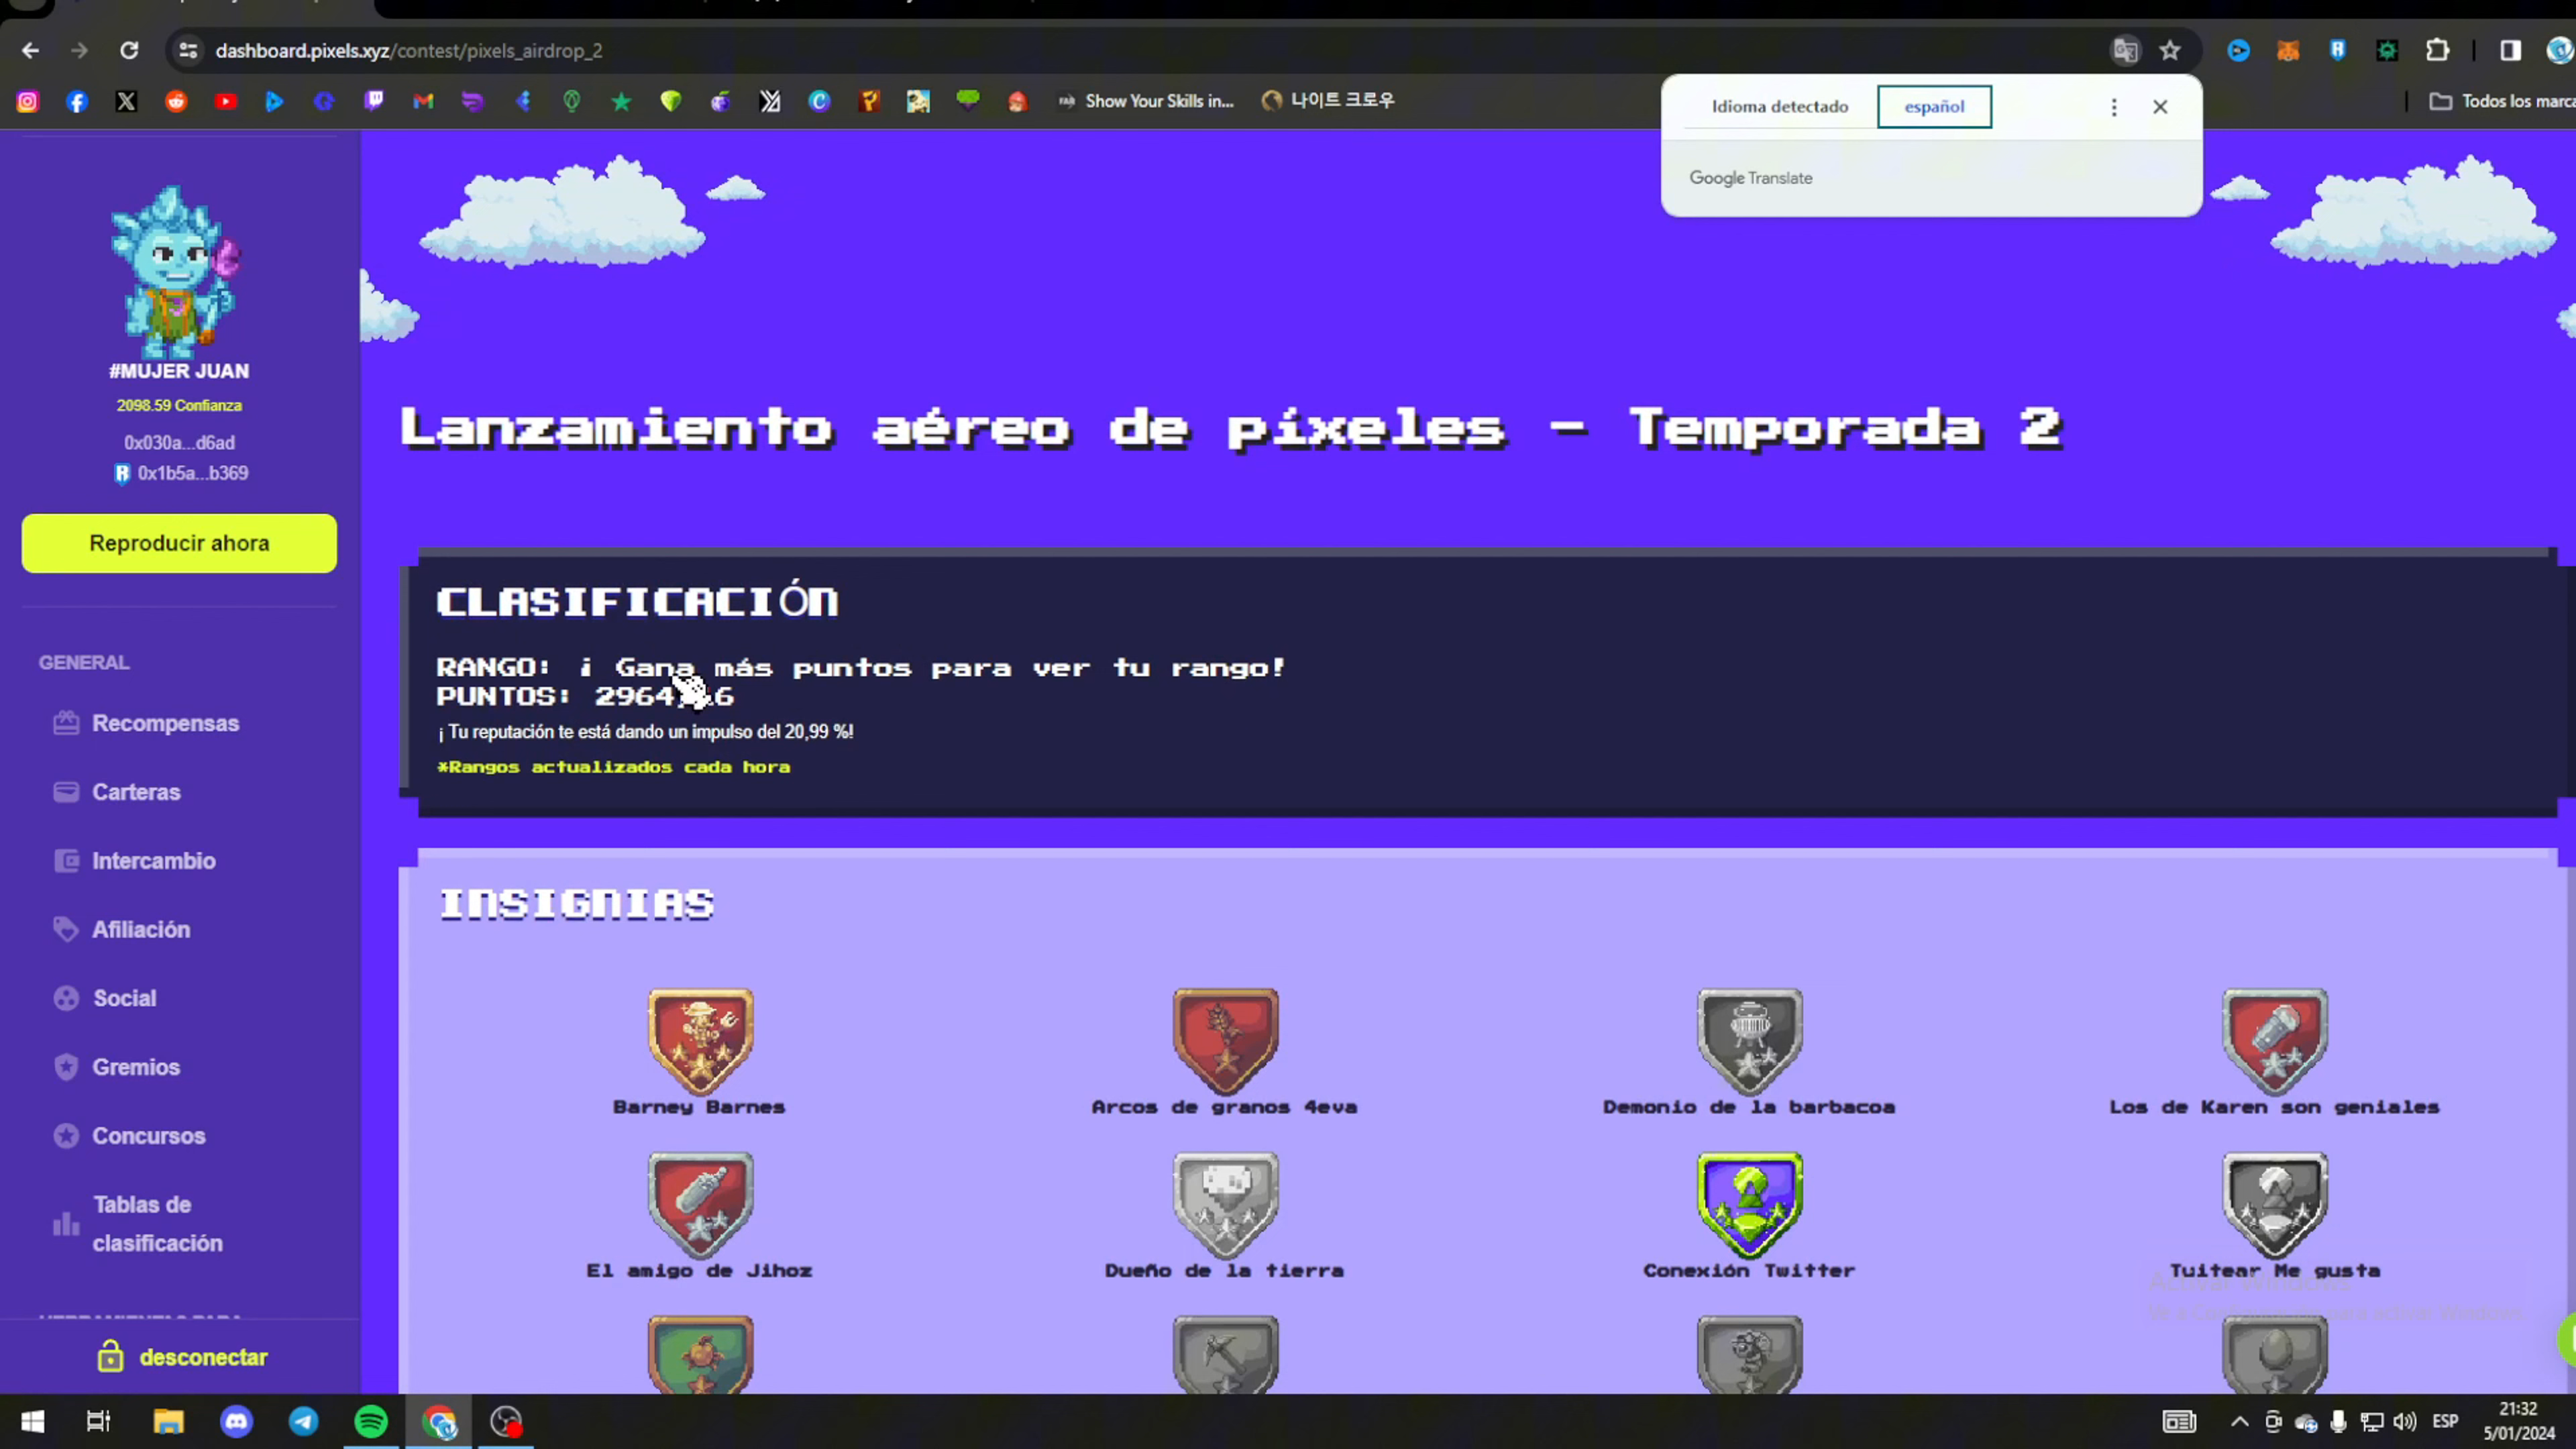 dashboard.pixels.xyz/contest/pixels_airdrop_2
Show Your Skills in...
나이트 크로우
Todos los marca
Idioma detectado
español
Google Translate
#MUJER JUAN
2098.59 Confianza
0x030a...d6ad
0x1b5a...b369
Reproducir ahora
GENERAL
Recompensas
Carteras
Intercambio
Afiliación
Social
Gremios
Concursos
Tablas de
clasificación
desconectar
Lanzamiento aéreo de píxeles - Temporada 2
CLASIFICACIÓN
RANGO: ¡ Gana más puntos para ver tu rango!
PUNTOS:
¡ Tu reputación te está dando un impulso del 20,99 %!
*Rangos actualizados cada hora
INSIGNIAS
Barney Barnes
Arcos de granos 4eva
Demonio de la barbacoa
Los de Karen son geniales
El amigo de Jihoz
Dueño de la tierra
Conexión Twitter
Tuitear Me gusta
ESP
21:32
5/01/2024